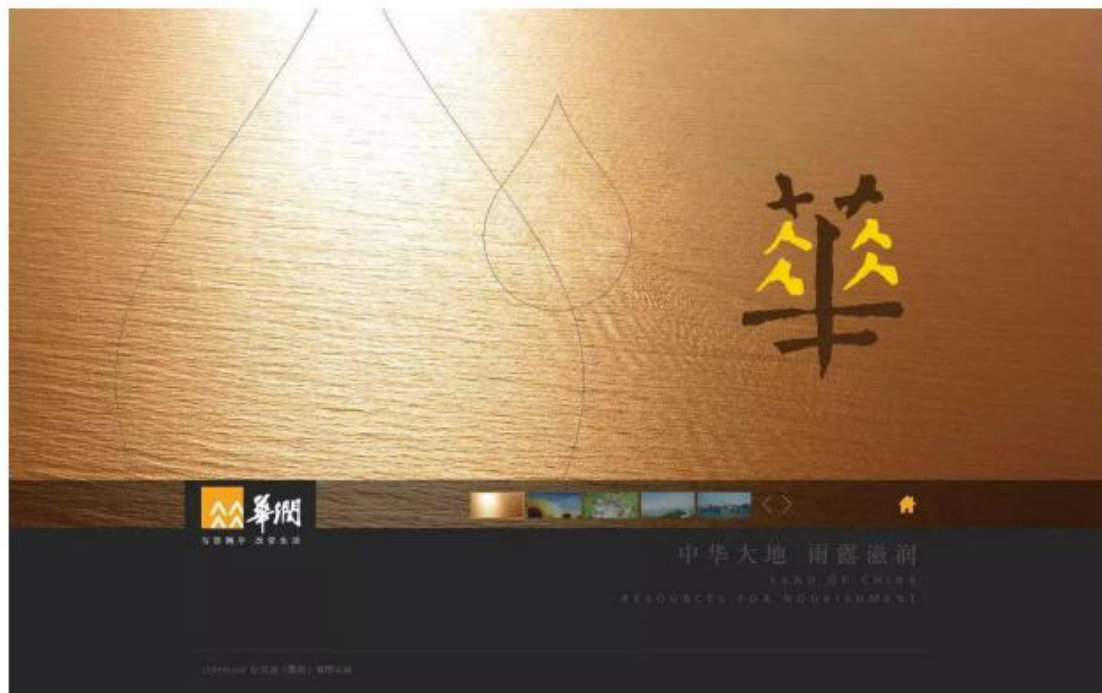 華
華潤
与您携手 改变生活
中华大地 雨露滋润
LAND OF CHINA
RESOURCES FOR NOURISHMENT